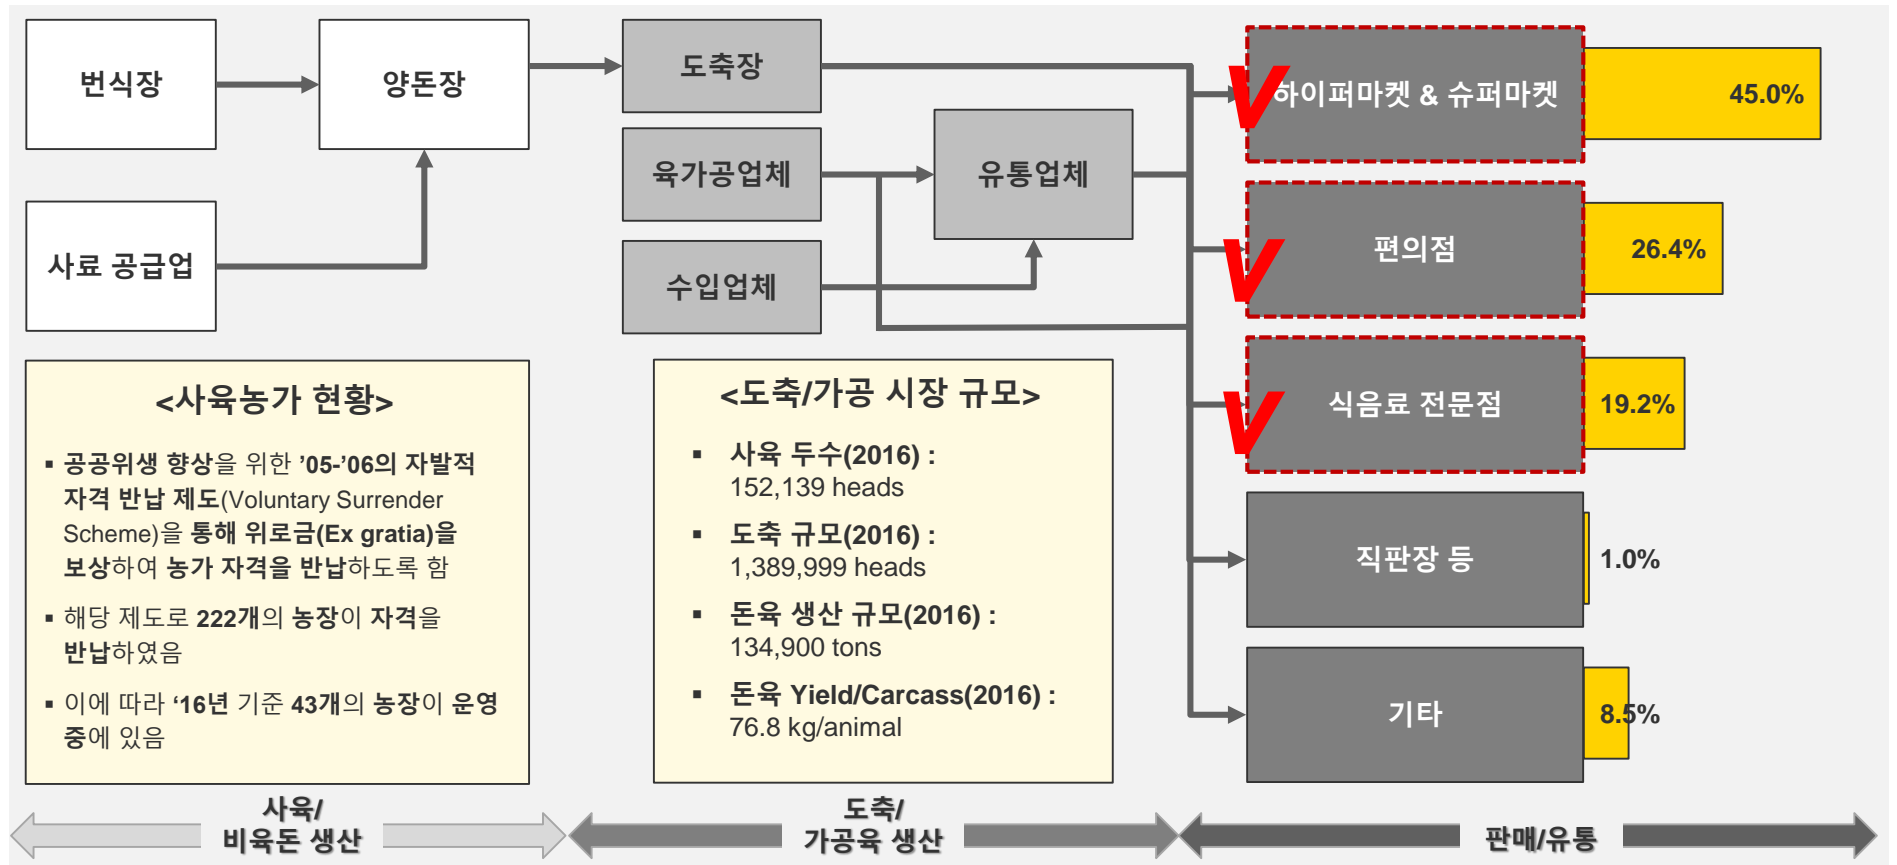 번식장
양돈장
사료 공급업
도축장
육가공업체
수입업체
유통업체
하이퍼마켓 & 슈퍼마켓
45.0%
편의점
26.4%
식음료 전문점
19.2%
직판장 등
1.0%
기타
8.5%
<사육농가 현황>
▪ 공공위생 향상을 위한 ’05-’06의 자발적
자격 반납 제도(Voluntary Surrender
Scheme)을 통해 위로금(Ex gratia)을
보상하여 농가 자격을 반납하도록 함
▪ 해당 제도로 222개의 농장이 자격을
반납하였음
▪ 이에 따라 ‘16년 기준 43개의 농장이 운영
중에 있음
<도축/가공 시장 규모>
▪ 사육 두수(2016) :
152,139 heads
▪ 도축 규모(2016) :
1,389,999 heads
▪ 돈육 생산 규모(2016) :
134,900 tons
▪ 돈육 Yield/Carcass(2016) :
76.8 kg/animal
사육/
비육돈 생산
도축/
가공육 생산
판매/유통